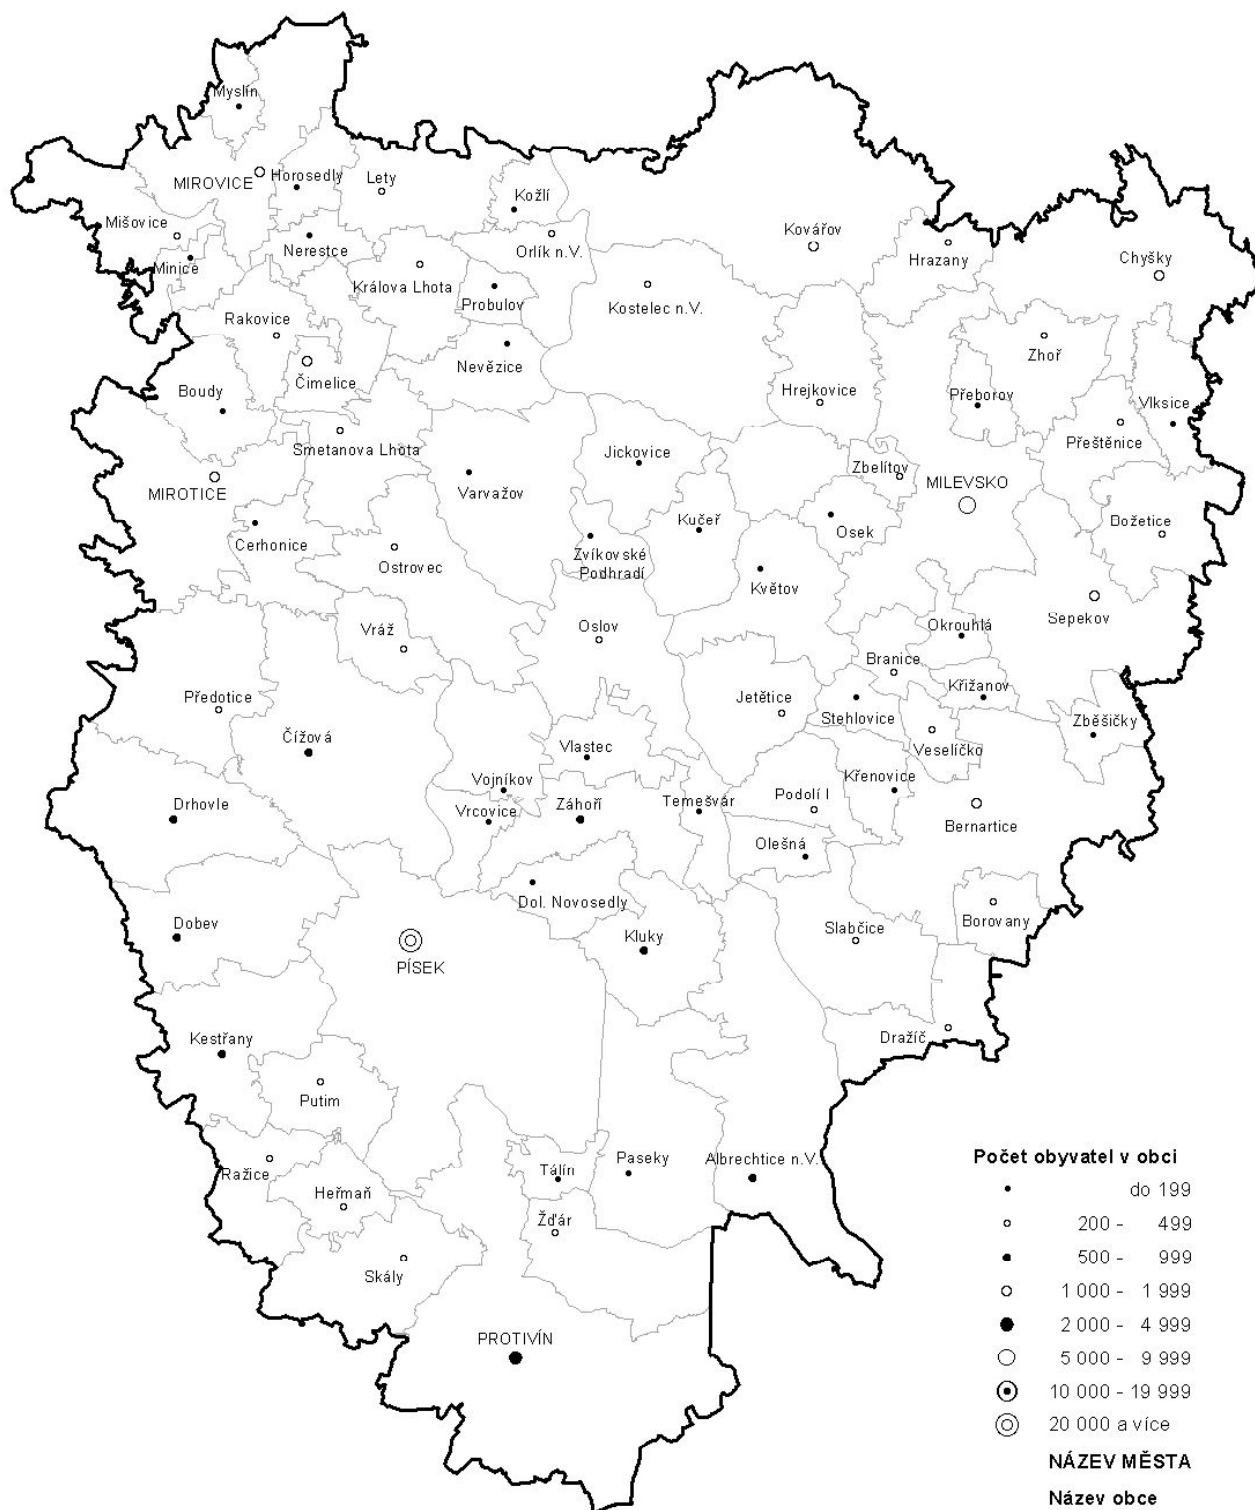 Myslín
MIROVICE
Horosedly
Lety
Kožlí
Mišovice
Nerestce
Orlík n.V.
Kovářov
Hrazany
Chyšky
Minice
Králova Lhota
Probulov
Kostelec n.V.
Rakovice
Nevězice
Zhoř
Čimelice
Boudy
Hrejkovice
Přeborov
Vlksice
Smetanova Lhota
Jickovice
Přeštěnice
Zbelítov
MIROTICE
Varvažov
MILEVSKO
Kučeř
Osek
Božetice
Cerhonice
Zvíkovské
Podhradí
Ostrovec
Květov
Sepekov
Vráž
Oslov
Okrouhlá
Branice
Předotice
Jetětice
Stehlovice
Křižanov
Zběšičky
Čížová
Vlastec
Veselíčko
Vojníkov
Křenovice
Drhovle
Vrcovice
Záhoří
Temešvár
Podolí I
Bernartice
Olešná
Dol. Novosedly
Dobev
Kluky
Slabčice
Borovany
PÍSEK
Kestřany
Dražíč
Putim
Ražice
Tálín
Paseky
Albrechtice n.V.
Heřmaň
Žďár
Skály
PROTIVÍN
Počet obyvatel v obci
do 199
200 - 499
500 - 999
1 000 - 1 999
2 000 - 4 999
5 000 - 9 999
10 000 - 19 999
20 000 a více
NÁZEV MĚSTA
Název obce